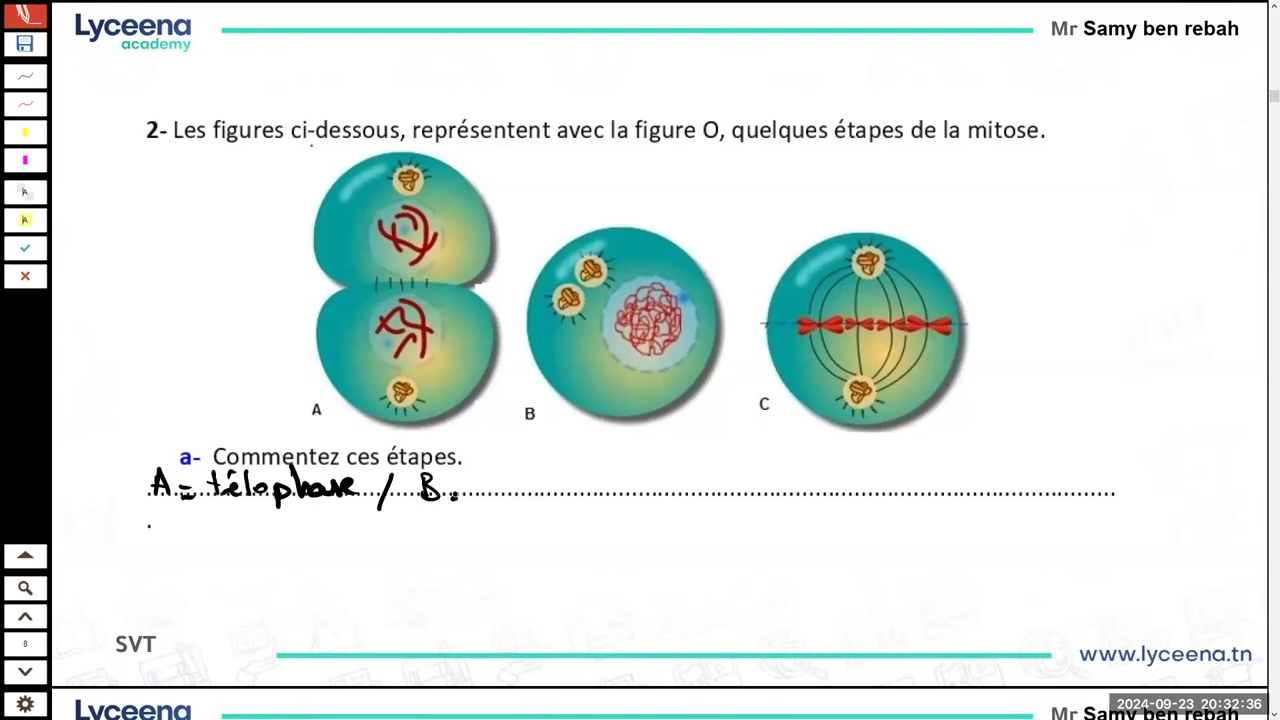 Lyceena
academy
Mr Samy ben rebah
2- Les figures ci-dessous, représentent avec la figure O, quelques étapes de la mitose.
A
B
C
a- Commentez ces étapes.
A = télophase / B :
SVT
www.lyceena.tn
8
2024-09-23 20:32:36
Lyceena
Mr Samy ben rebah